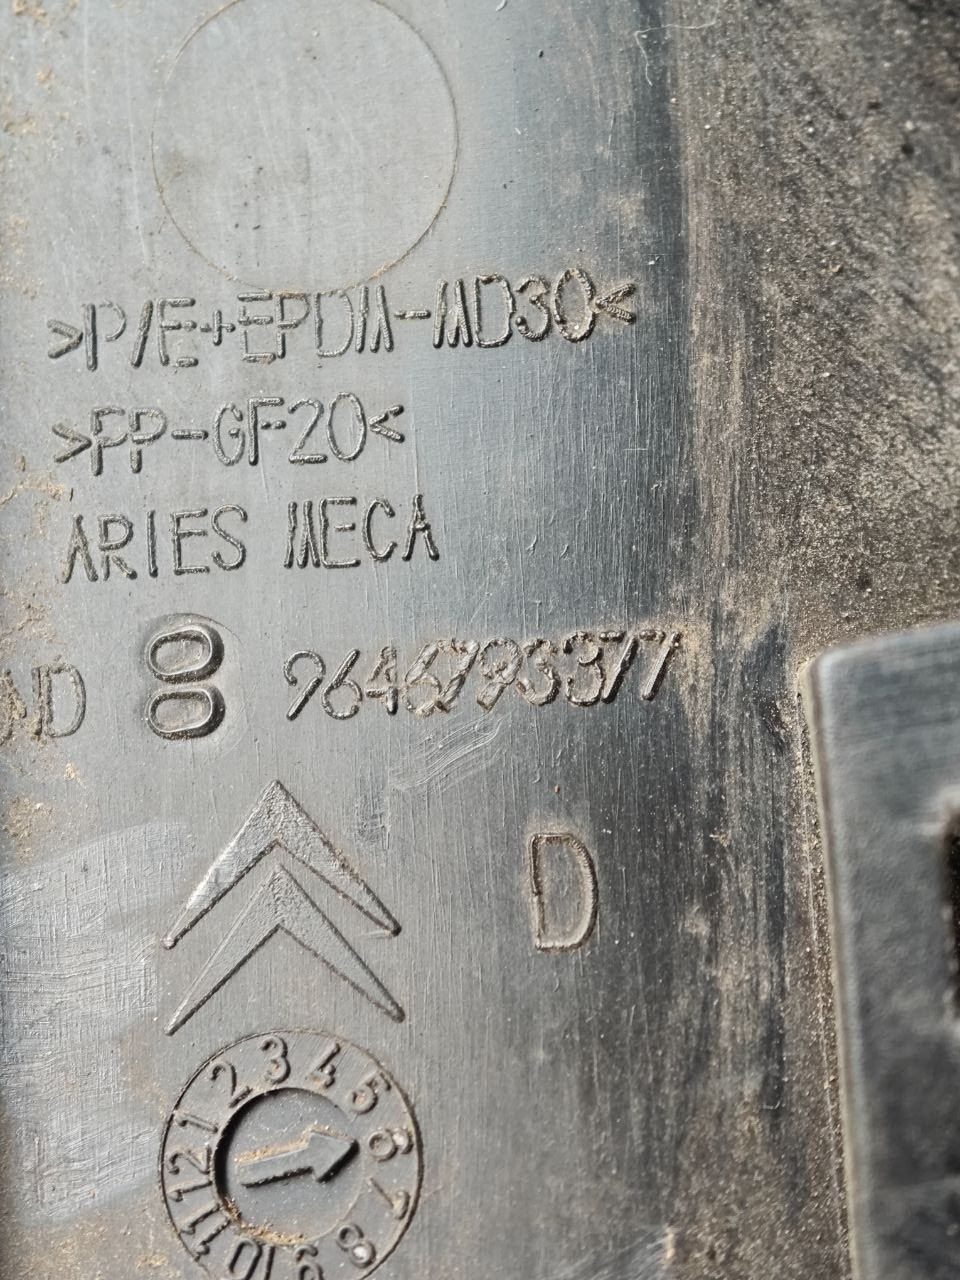 >P/E+EPDM-MD30<
>PP-GF20<
ARIES MECA
ND 8 9646793377
D
1 2 3 4 5 6 7 8 9 10 11 12